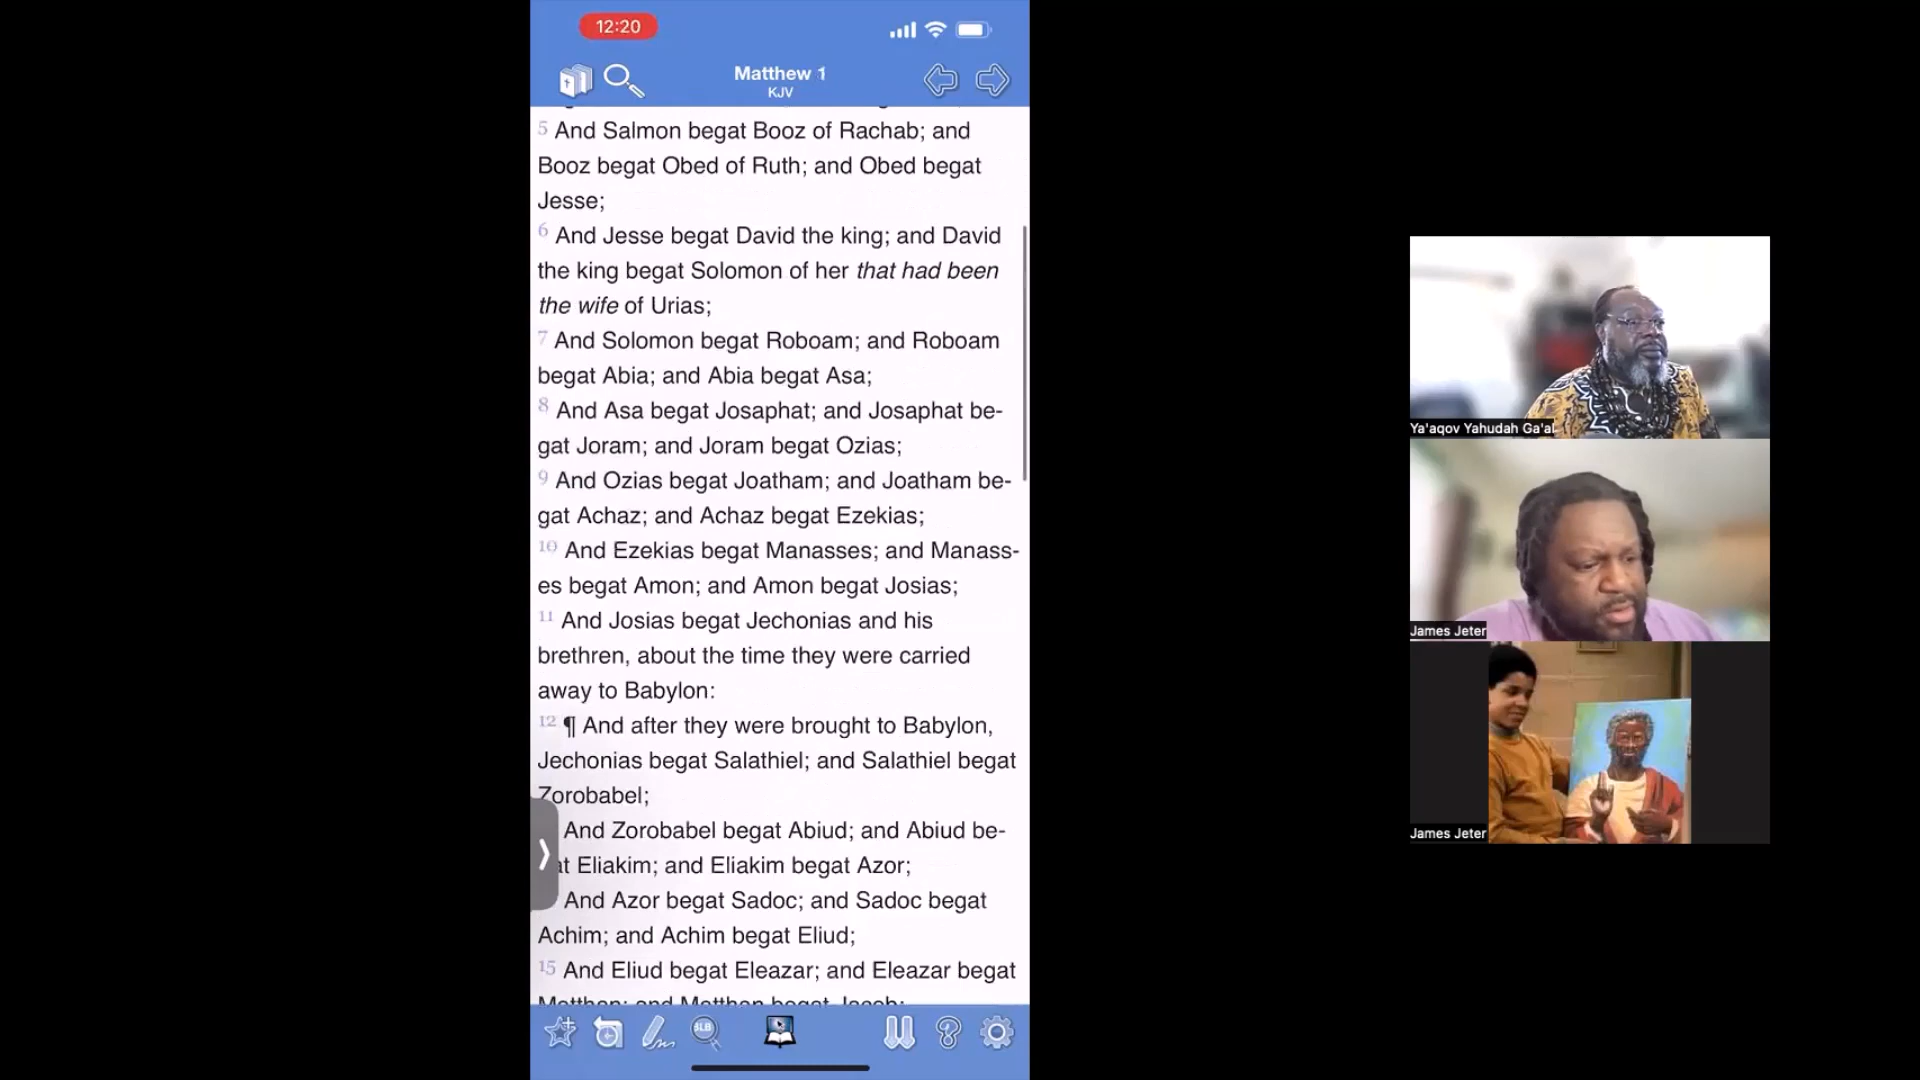 12:20
Matthew 1
KJV
5 And Salmon begat Booz of Rachab; and
Booz begat Obed of Ruth; and Obed begat
Jesse;
6 And Jesse begat David the king; and David
the king begat Solomon of her that had been
the wife of Urias;
7 And Solomon begat Roboam; and Roboam
begat Abia; and Abia begat Asa;
8 And Asa begat Josaphat; and Josaphat be-
gat Joram; and Joram begat Ozias;
9 And Ozias begat Joatham; and Joatham be-
gat Achaz; and Achaz begat Ezekias;
10 And Ezekias begat Manasses; and Manass-
es begat Amon; and Amon begat Josias;
11 And Josias begat Jechonias and his
brethren, about the time they were carried
away to Babylon:
12 ¶ And after they were brought to Babylon,
Jechonias begat Salathiel; and Salathiel begat
Zorobabel;
And Zorobabel begat Abiud; and Abiud be-
at Eliakim; and Eliakim begat Azor;
And Azor begat Sadoc; and Sadoc begat
Achim; and Achim begat Eliud;
15 And Eliud begat Eleazar; and Eleazar begat
Matthan; and Matthan begat Jacob;
BLB
Ya'aqov Yahudah Ga'al
James Jeter
James Jeter